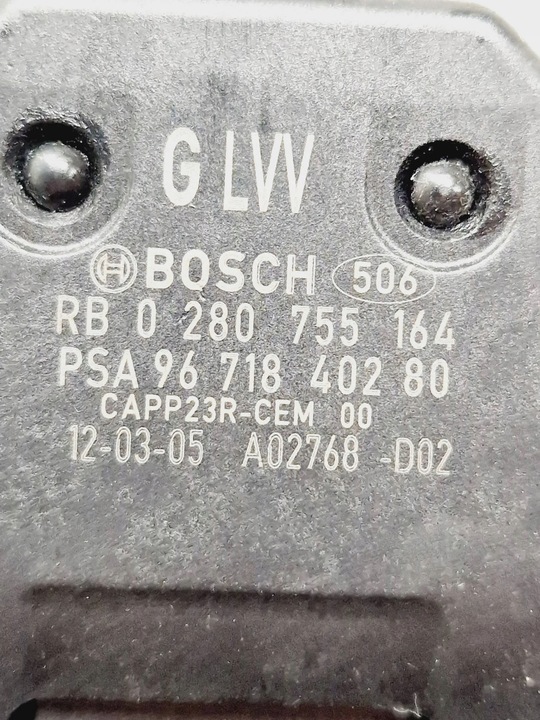 G LVV
BOSCH 506
RB 0 280 755 164
PSA 96 718 402 80
CAPP23R-CEM 00
12-03-05 A02768 -D02